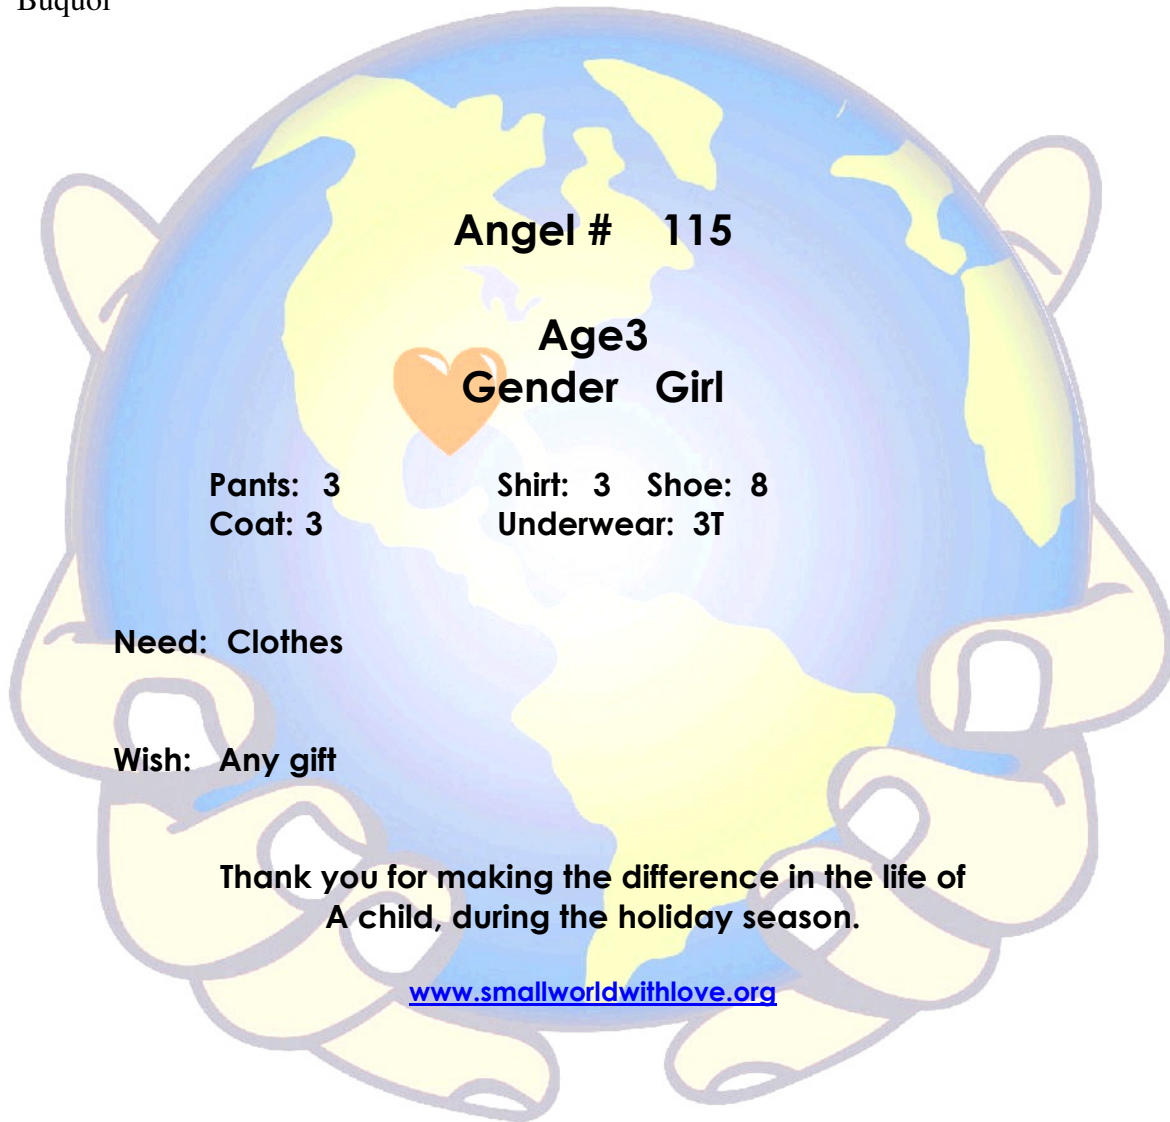 Buquoi
Angel # 115
Age3
Gender Girl
Pants: 3 Shirt: 3 Shoe: 8
Coat: 3 Underwear: 3T
Need: Clothes
Wish: Any gift
Thank you for making the difference in the life of
A child, during the holiday season.
www.smallworldwithlove.org